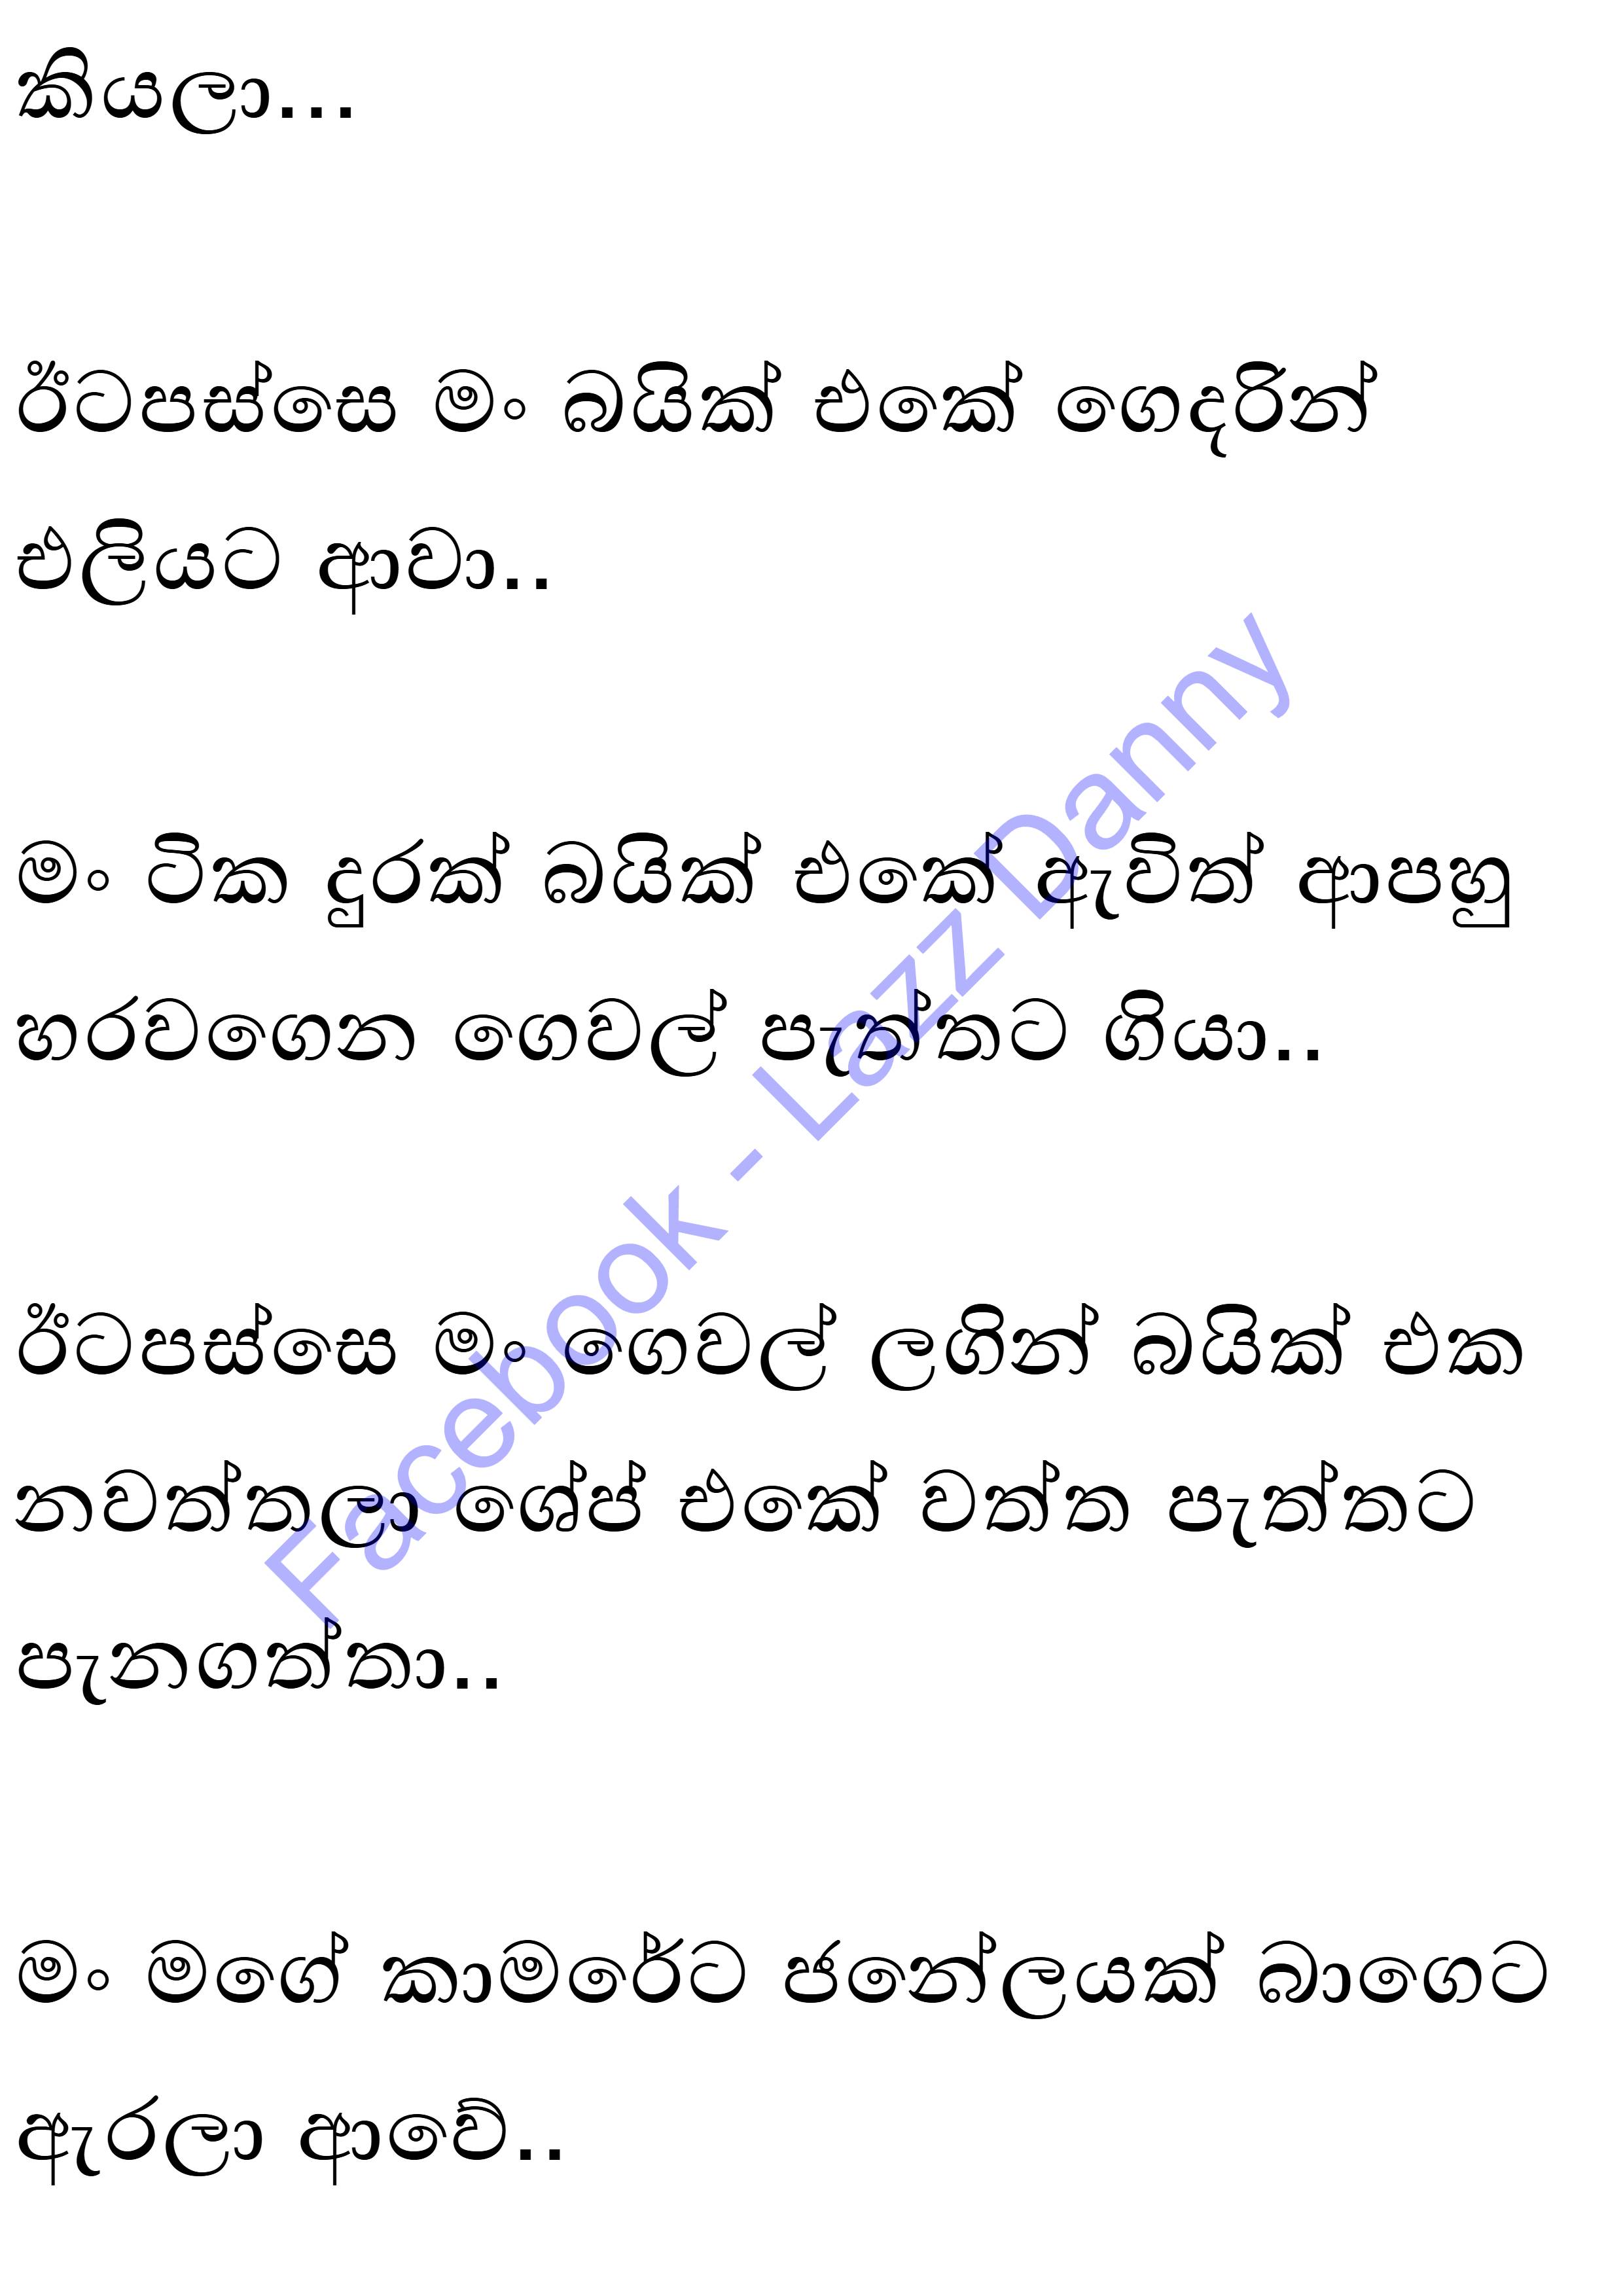 කියලා...
ඊටපස්සෙ මං බයික් එකේ ගෙදරින්
එලියට ආවා..
මං ටික දුරක් බයික් එකේ ඇවිත් ආපහු
හරවගෙන ගෙවල් පැත්තට ගියා..
ඊටපස්සෙ මං ගෙවල් ලගින් බයික් එක
නවත්තලා ශේප් එකේ වත්ත පැත්තට
පැනගත්තා..
මං මගේ කාමරේට ජනේලයක් බාගෙට
ඇරලා ආවේ..
Facebook - Lazz Danny